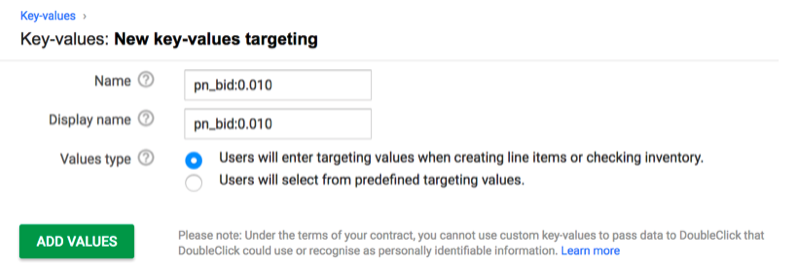 Key-values ›
Key-values: New key-values targeting
Name ?
pn_bid:0.010
Display name ?
pn_bid:0.010
Values type ?
Users will enter targeting values when creating line items or checking inventory.
Users will select from predefined targeting values.
ADD VALUES
Please note: Under the terms of your contract, you cannot use custom key-values to pass data to DoubleClick that
DoubleClick could use or recognise as personally identifiable information. Learn more